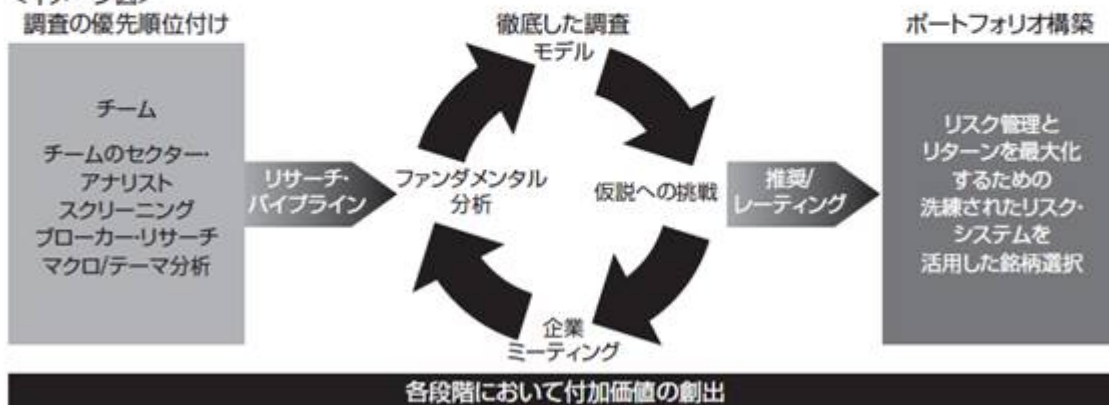 <イメージ図>
調査の優先順位付け
チーム
チームのセクター・
アナリスト
スクリーニング
ブローカー・リサーチ
マクロ/テーマ分析
リサーチ・
パイプライン
徹底した調査
モデル
ファンダメンタル
分析
仮説への挑戦
企業
ミーティング
推奨/
レーティング
ポートフォリオ構築
リスク管理と
リターンを最大化
するための
洗練されたリスク・
システムを
活用した銘柄選択
各段階において付加価値の創出